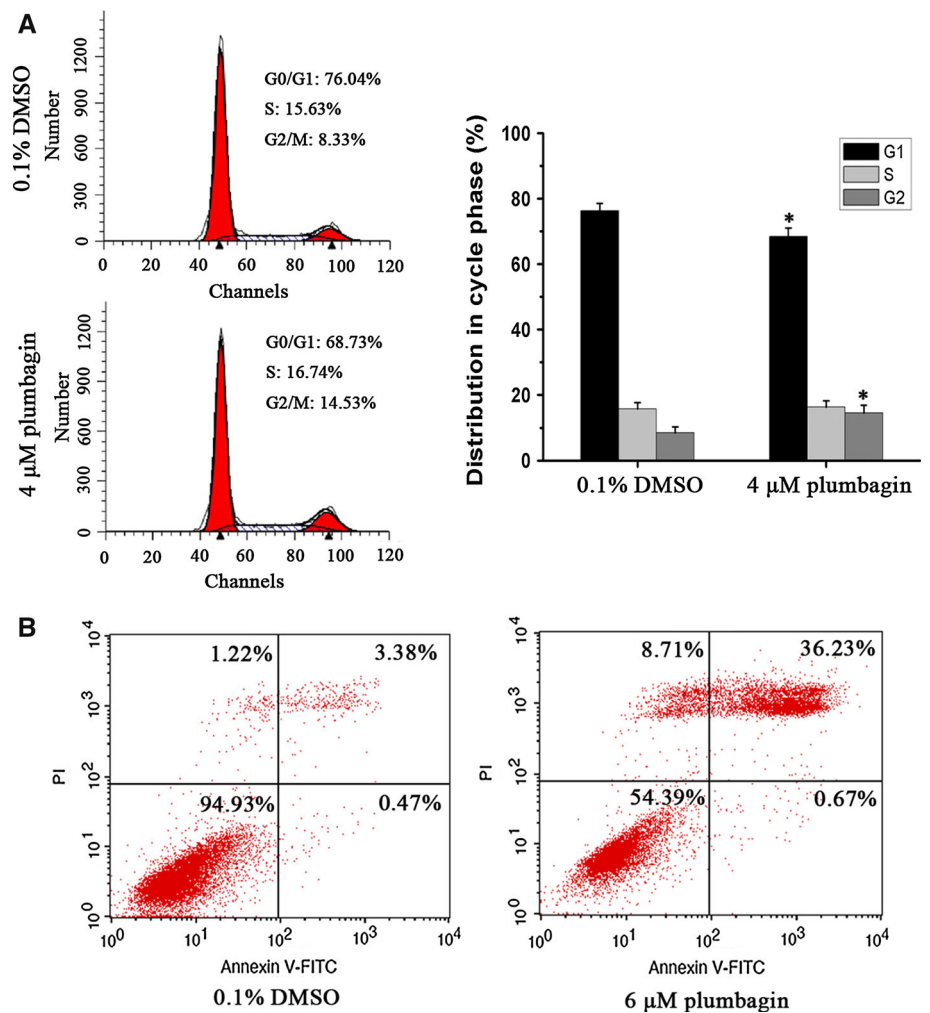 A
0.1% DMSO
Number
1200
900
600
300
0
G0/G1: 76.04%
S: 15.63%
G2/M: 8.33%
0 20 40 60 80 100 120
Channels
4 µM plumbagin
Number
1200
900
600
300
0
G0/G1: 68.73%
S: 16.74%
G2/M: 14.53%
0 20 40 60 80 100 120
Channels
Distribution in cycle phase (%)
100
80
60
40
20
0
G1
S
G2
*
*
0.1% DMSO 4 µM plumbagin
B
PI
10^4
10^3
10^2
10^1
10^0
1.22% 3.38%
94.93% 0.47%
10^0 10^1 10^2 10^3 10^4
Annexin V-FITC
0.1% DMSO
PI
10^4
10^3
10^2
10^1
10^0
8.71% 36.23%
54.39% 0.67%
10^0 10^1 10^2 10^3 10^4
Annexin V-FITC
6 µM plumbagin